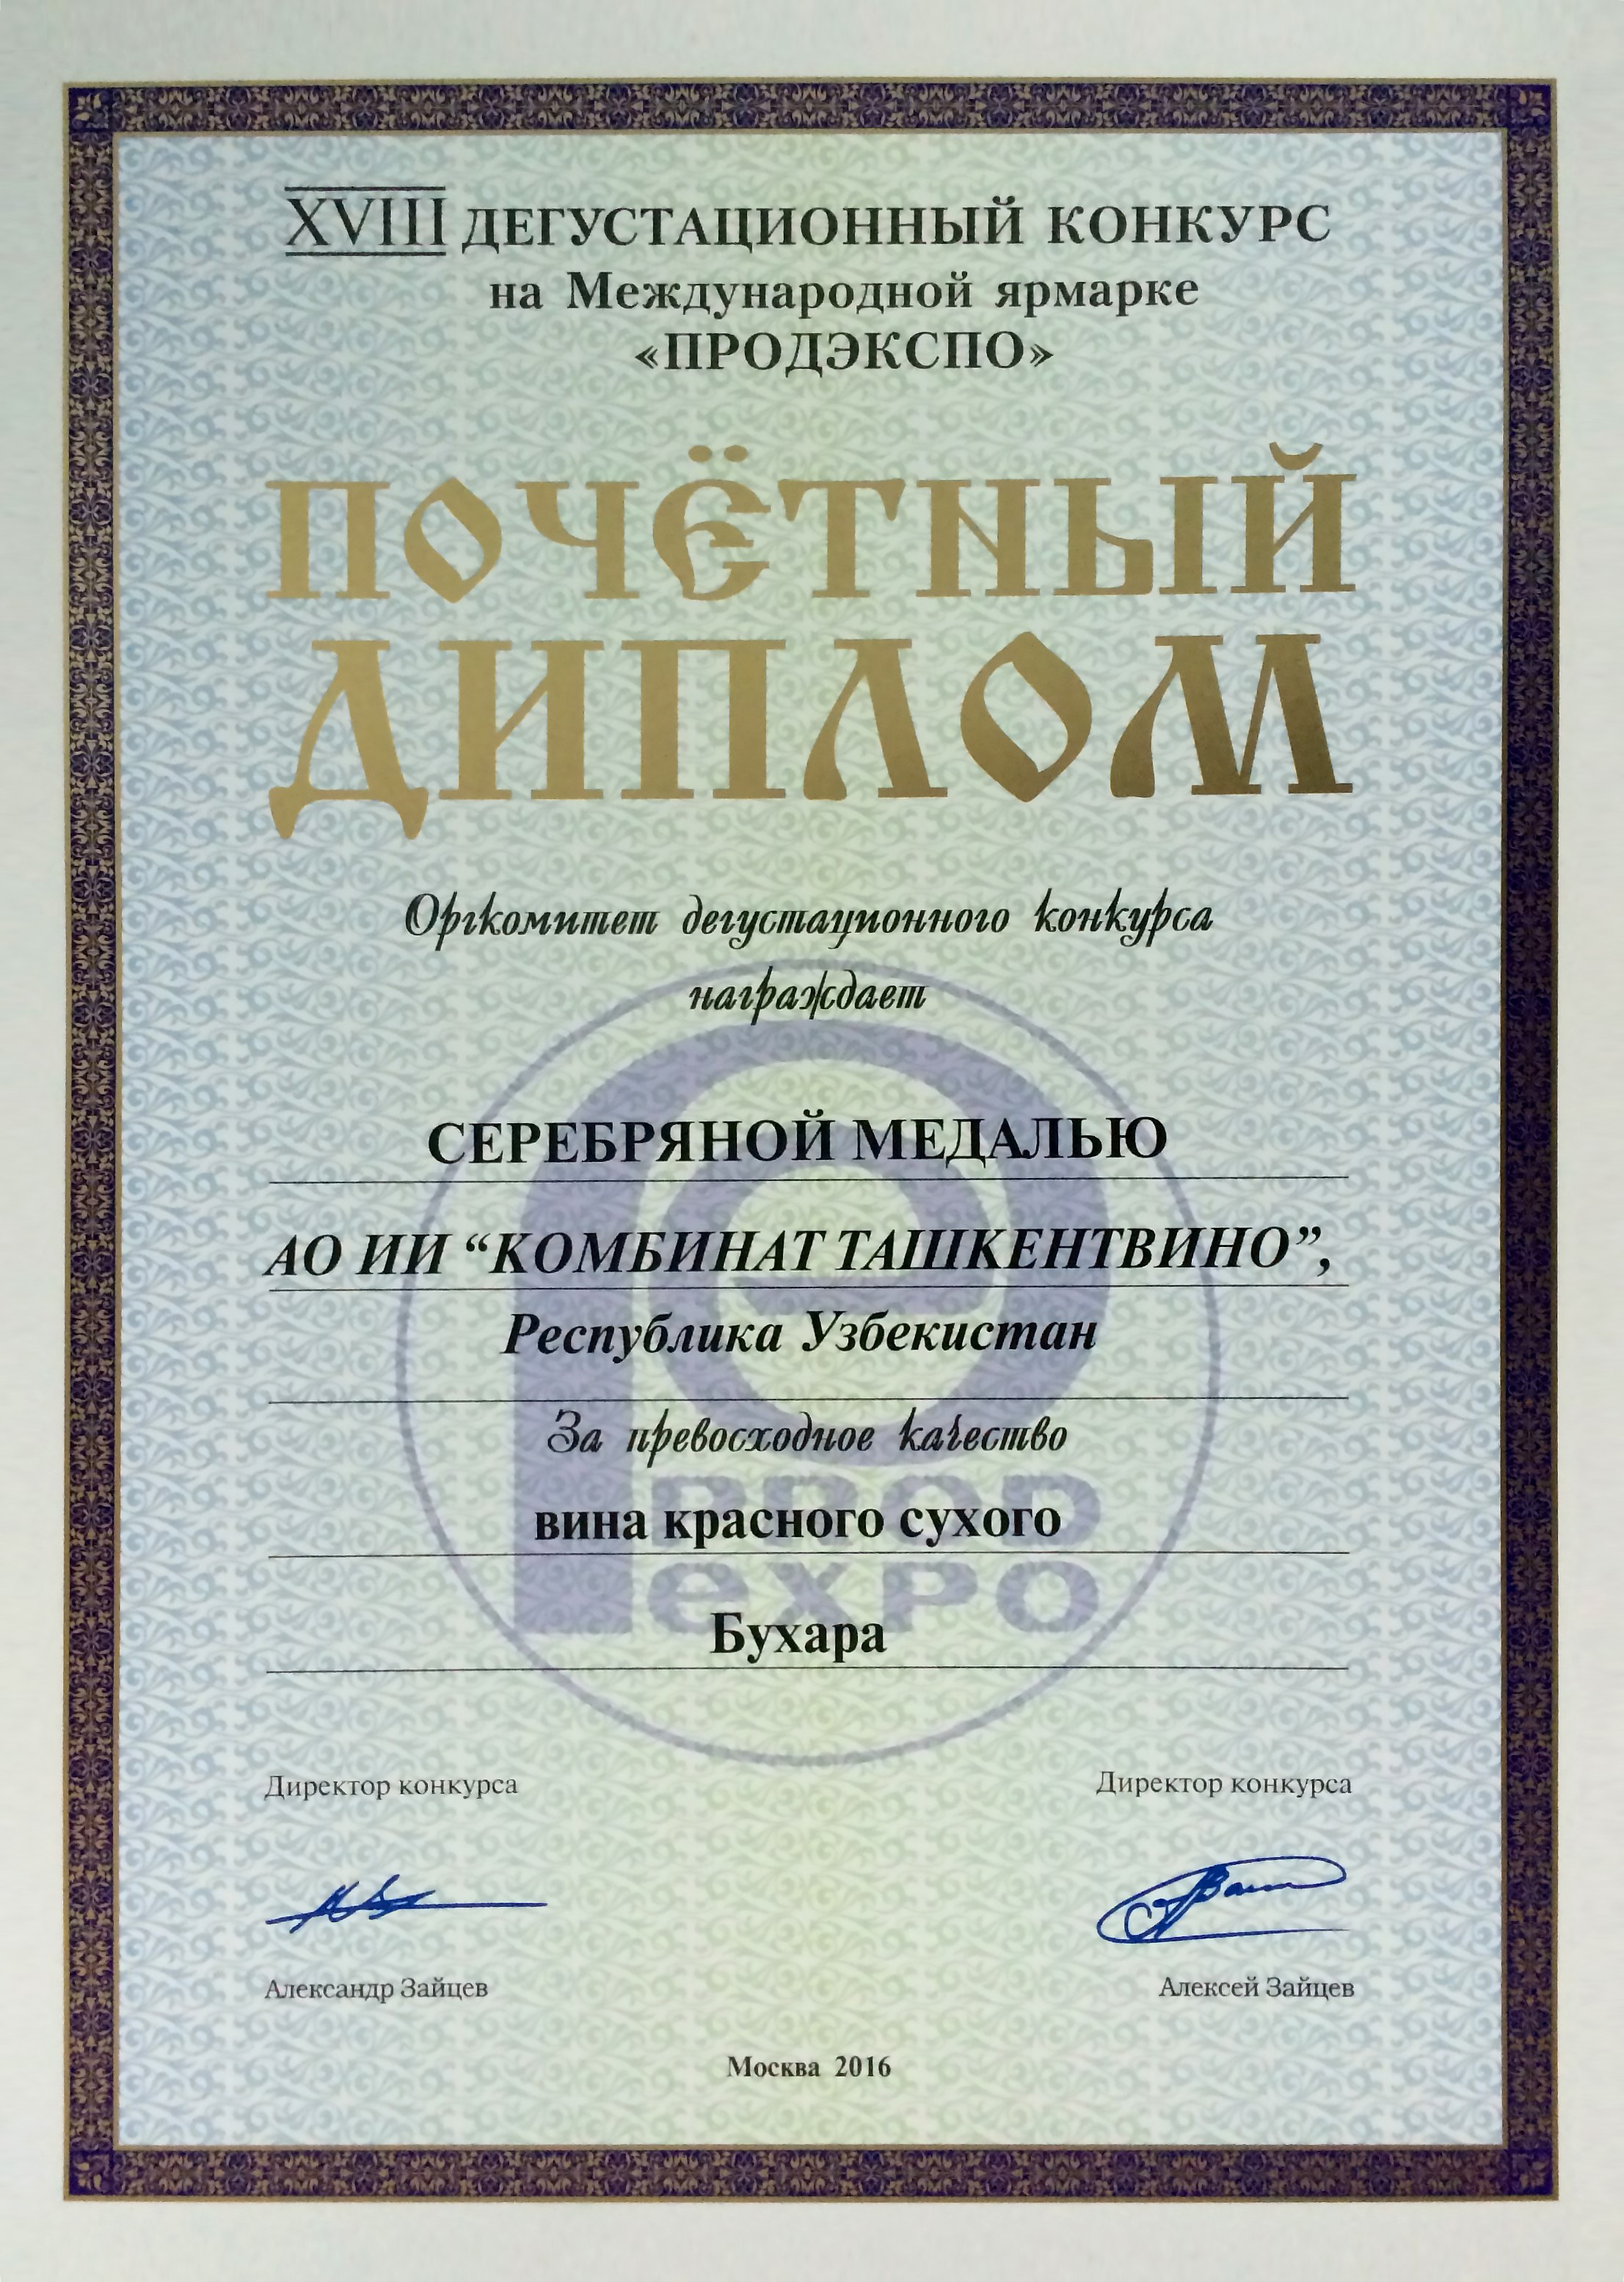 XVIII ДЕГУСТАЦИОННЫЙ КОНКУРС
на Международной ярмарке
«ПРОДЭКСПО»
ПОЧЁТНЫЙ
ДИПЛОМ
Оргкомитет дегустационного конкурса
награждает
СЕРЕБРЯНОЙ МЕДАЛЬЮ
АО ИИ “КОМБИНАТ ТАШКЕНТВИНО”,
Республика Узбекистан
За превосходное качество
PROD
вина красного сухого
expo
Бухара
Директор конкурса
Директор конкурса
Александр Зайцев
Алексей Зайцев
Москва 2016